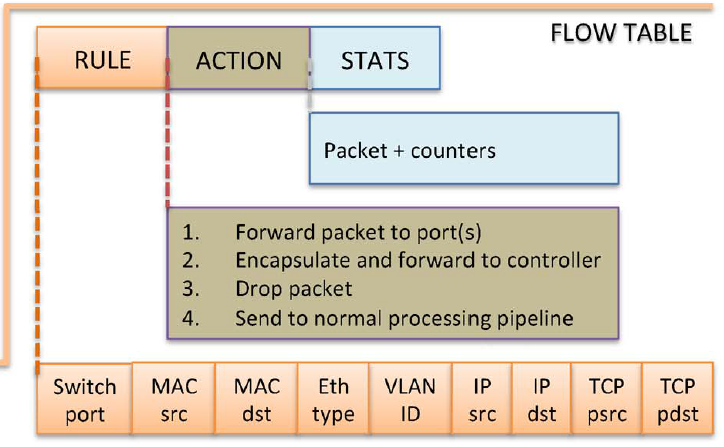 FLOW TABLE
RULE ACTION STATS
Packet + counters
1. Forward packet to port(s)
2. Encapsulate and forward to controller
3. Drop packet
4. Send to normal processing pipeline
Switch MAC MAC Eth VLAN IP IP TCP TCP
port src dst type ID src dst psrc pdst